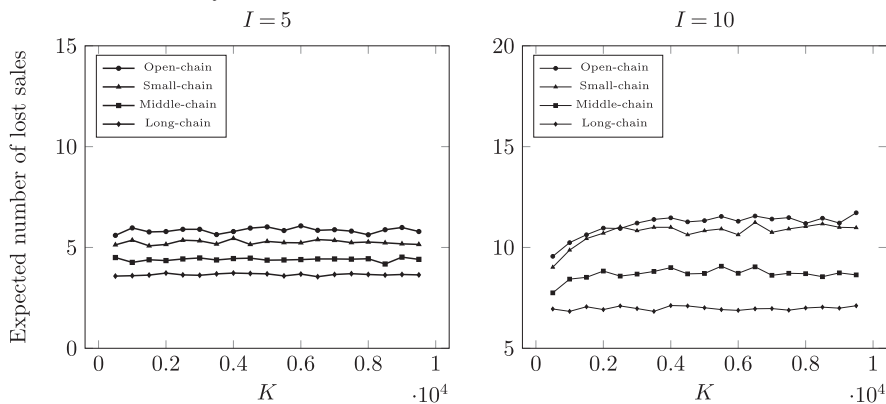 I = 5
Expected number of lost sales
15
10
5
0
Open-chain
Small-chain
Middle-chain
Long-chain
0
0.2
0.4
0.6
0.8
1
K
·10⁴
I = 10
20
15
10
5
Open-chain
Small-chain
Middle-chain
Long-chain
0
0.2
0.4
0.6
0.8
1
K
·10⁴